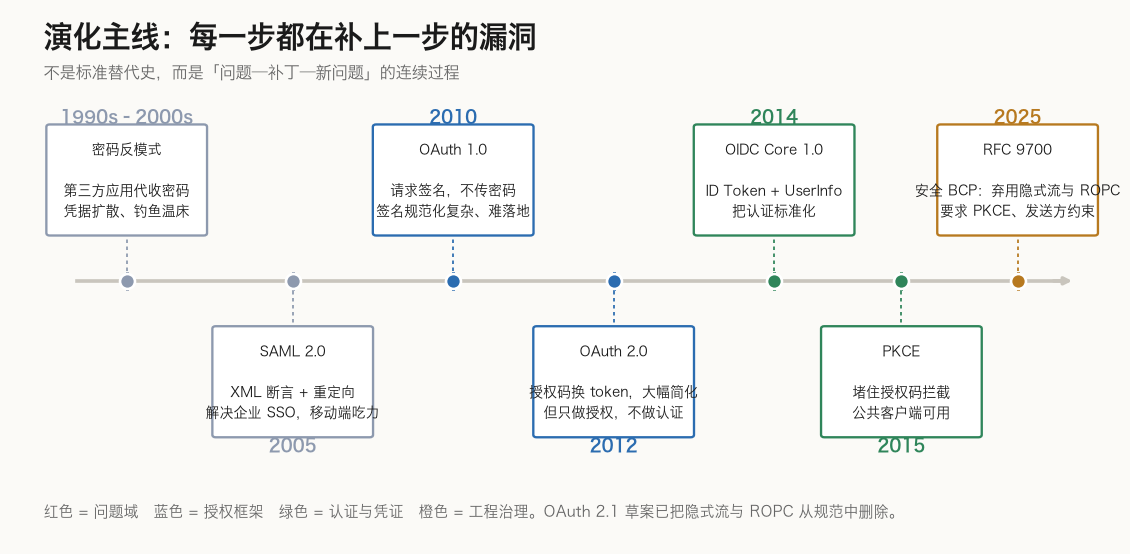 演化主线：每一步都在补上一步的漏洞
不是标准替代史，而是「问题—补丁—新问题」的连续过程
1990s - 2000s
密码反模式
第三方应用代收密码
凭据扩散、钓鱼温床
2010
OAuth 1.0
请求签名，不传密码
签名规范化复杂、难落地
2014
OIDC Core 1.0
ID Token + UserInfo
把认证标准化
2025
RFC 9700
安全 BCP：弃用隐式流与 ROPC
要求 PKCE、发送方约束
SAML 2.0
XML 断言 + 重定向
解决企业 SSO，移动端吃力
2005
OAuth 2.0
授权码换 token，大幅简化
但只做授权，不做认证
2012
PKCE
堵住授权码拦截
公共客户端可用
2015
红色 = 问题域　蓝色 = 授权框架　绿色 = 认证与凭证　橙色 = 工程治理。OAuth 2.1 草案已把隐式流与 ROPC 从规范中删除。